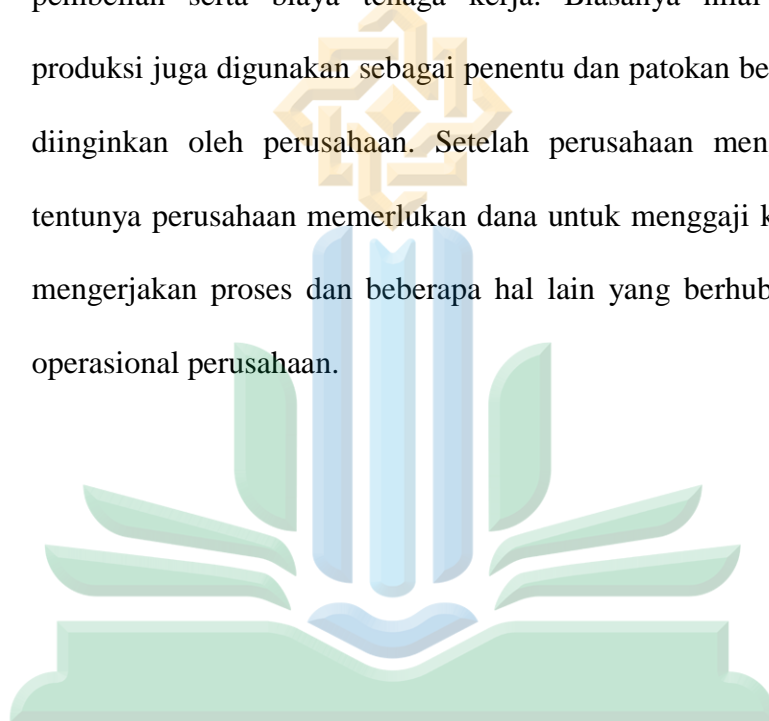 pembelian serta biaya tenaga kerja. Biasanya
produksi juga digunakan sebagai penentu dan patokan be
diinginkan oleh perusahaan. Setelah perusahaan men
tentunya perusahaan memerlukan dana untuk menggaji k
mengerjakan proses dan beberapa hal lain yang berhub
operasional perusahaan.